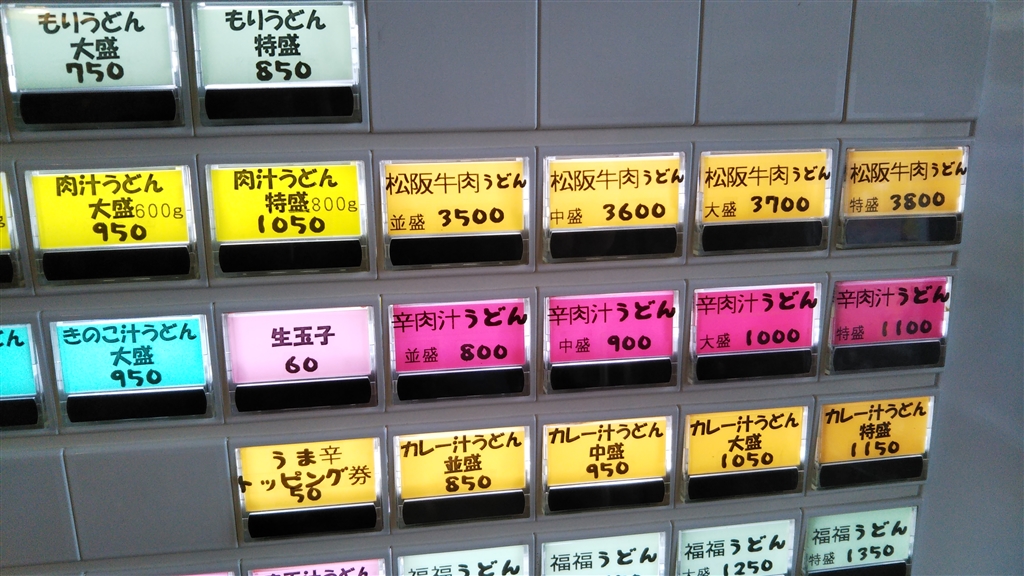 もりうどん
大盛
750
もりうどん
特盛
850
肉汁うどん
大盛600g
950
肉汁うどん
特盛800g
1050
松阪牛肉うどん
並盛 3500
松阪牛肉うどん
中盛 3600
松阪牛肉うどん
大盛 3700
松阪牛肉うどん
特盛 3800
きのこ汁うどん
大盛
950
生玉子
60
辛肉汁うどん
並盛 800
辛肉汁うどん
中盛 900
辛肉汁うどん
大盛 1000
辛肉汁うどん
特盛 1100
うま辛
トッピング券
50
カレー汁うどん
並盛
850
カレー汁うどん
中盛
950
カレー汁うどん
大盛
1050
カレー汁うどん
特盛
1150
福福うどん
福福うどん
福福うどん
大盛 1250
福福うどん
特盛 1350